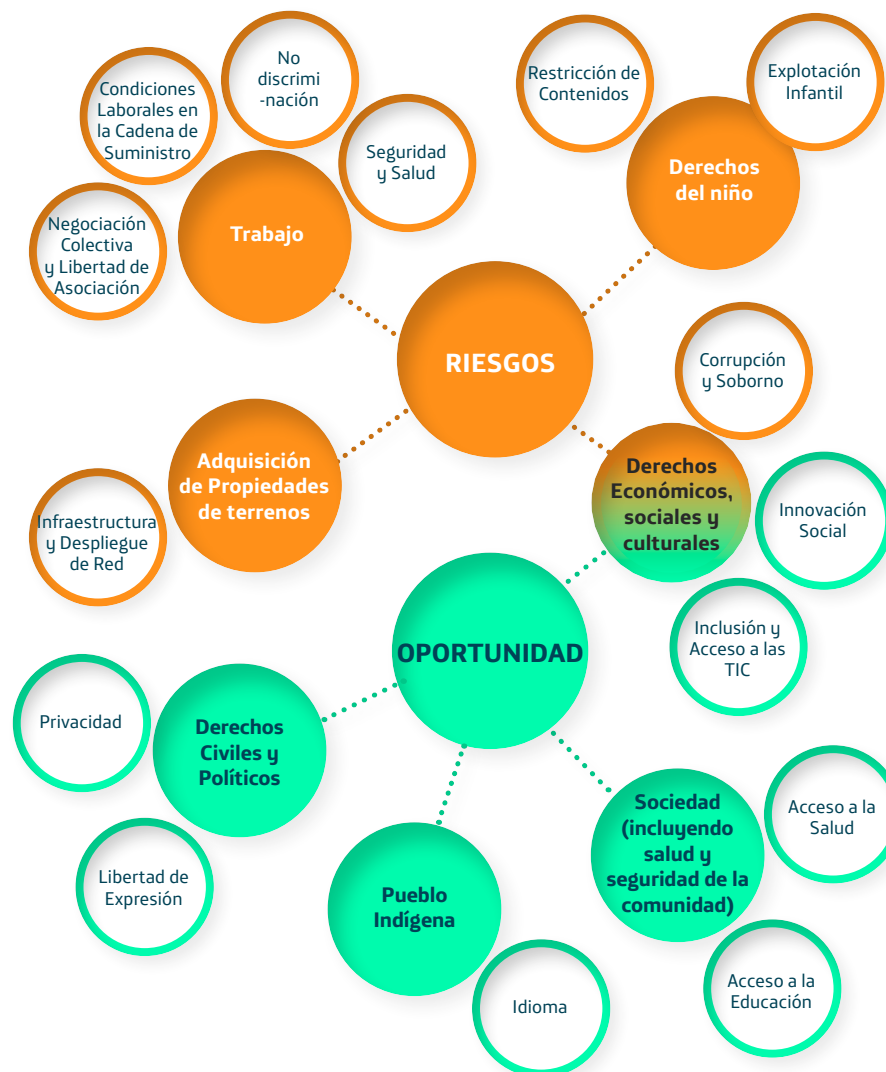 No
discrimi
-nación
Condiciones
Laborales en
la Cadena de
Suministro
Seguridad
y Salud
Negociación
Colectiva
y Libertad de
Asociación
Trabajo
Restricción de
Contenidos
Explotación
Infantil
Derechos
del niño
RIESGOS
Corrupción
y Soborno
Adquisición
de Propiedades
de terrenos
Infraestructura
y Despliegue
de Red
Derechos
Económicos,
sociales y
culturales
Innovación
Social
Inclusión y
Acceso a las
TIC
OPORTUNIDAD
Privacidad
Derechos
Civiles y
Políticos
Libertad de
Expresión
Pueblo
Indígena
Idioma
Sociedad
(incluyendo
salud y
seguridad de la
comunidad)
Acceso a la
Salud
Acceso a la
Educación